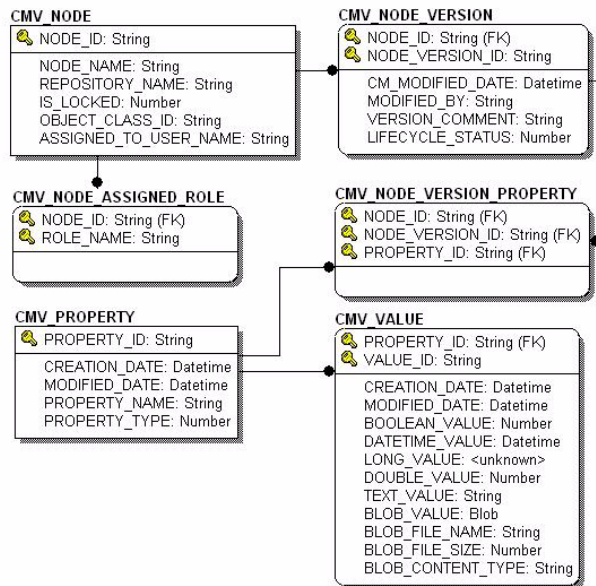 CMV_NODE
NODE_ID: String
NODE_NAME: String
REPOSITORY_NAME: String
IS_LOCKED: Number
OBJECT_CLASS_ID: String
ASSIGNED_TO_USER_NAME: String
CMV_NODE_VERSION
NODE_ID: String (FK)
NODE_VERSION_ID: String
CM_MODIFIED_DATE: Datetime
MODIFIED_BY: String
VERSION_COMMENT: String
LIFECYCLE_STATUS: Number
CMV_NODE_ASSIGNED_ROLE
NODE_ID: String (FK)
ROLE_NAME: String
CMV_NODE_VERSION_PROPERTY
NODE_ID: String (FK)
NODE_VERSION_ID: String (FK)
PROPERTY_ID: String (FK)
CMV_PROPERTY
PROPERTY_ID: String
CREATION_DATE: Datetime
MODIFIED_DATE: Datetime
PROPERTY_NAME: String
PROPERTY_TYPE: Number
CMV_VALUE
PROPERTY_ID: String (FK)
VALUE_ID: String
CREATION_DATE: Datetime
MODIFIED_DATE: Datetime
BOOLEAN_VALUE: Number
DATETIME_VALUE: Datetime
LONG_VALUE: <unknown>
DOUBLE_VALUE: Number
TEXT_VALUE: String
BLOB_VALUE: Blob
BLOB_FILE_NAME: String
BLOB_FILE_SIZE: Number
BLOB_CONTENT_TYPE: String